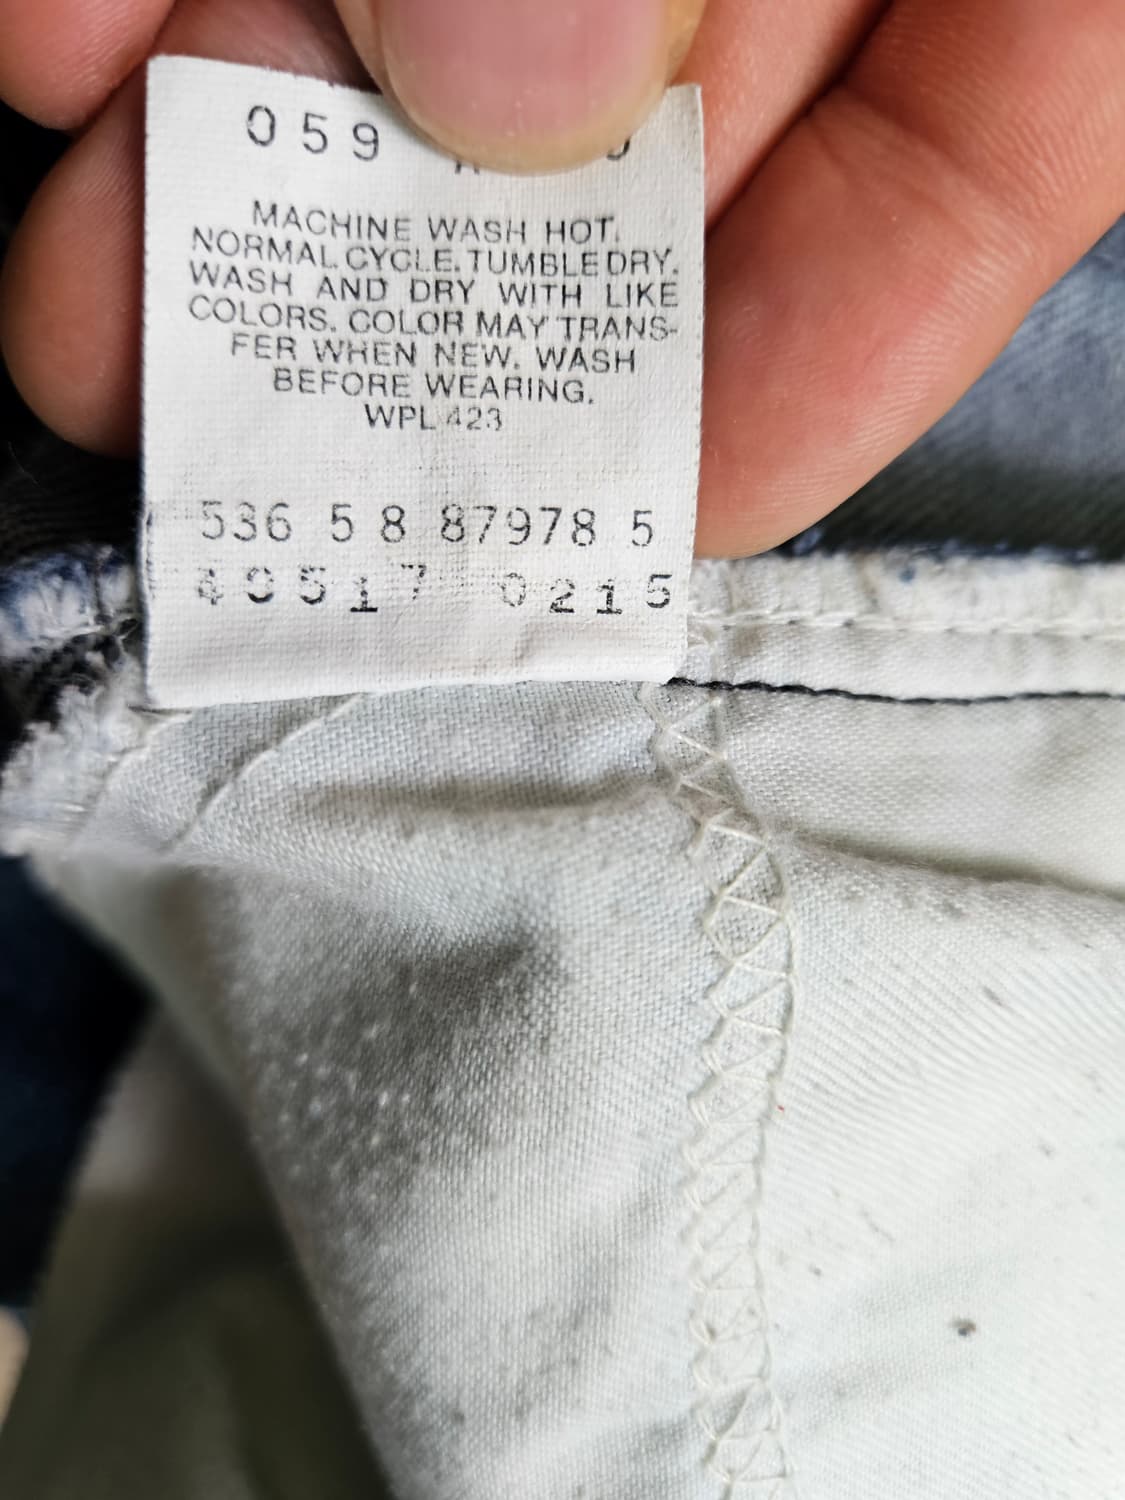 059
MACHINE WASH HOT.
NORMAL CYCLE. TUMBLE DRY.
WASH AND DRY WITH LIKE
COLORS. COLOR MAY TRANS-
FER WHEN NEW. WASH
BEFORE WEARING.
WPL 423
536 5 8 87978 5
40517 0215